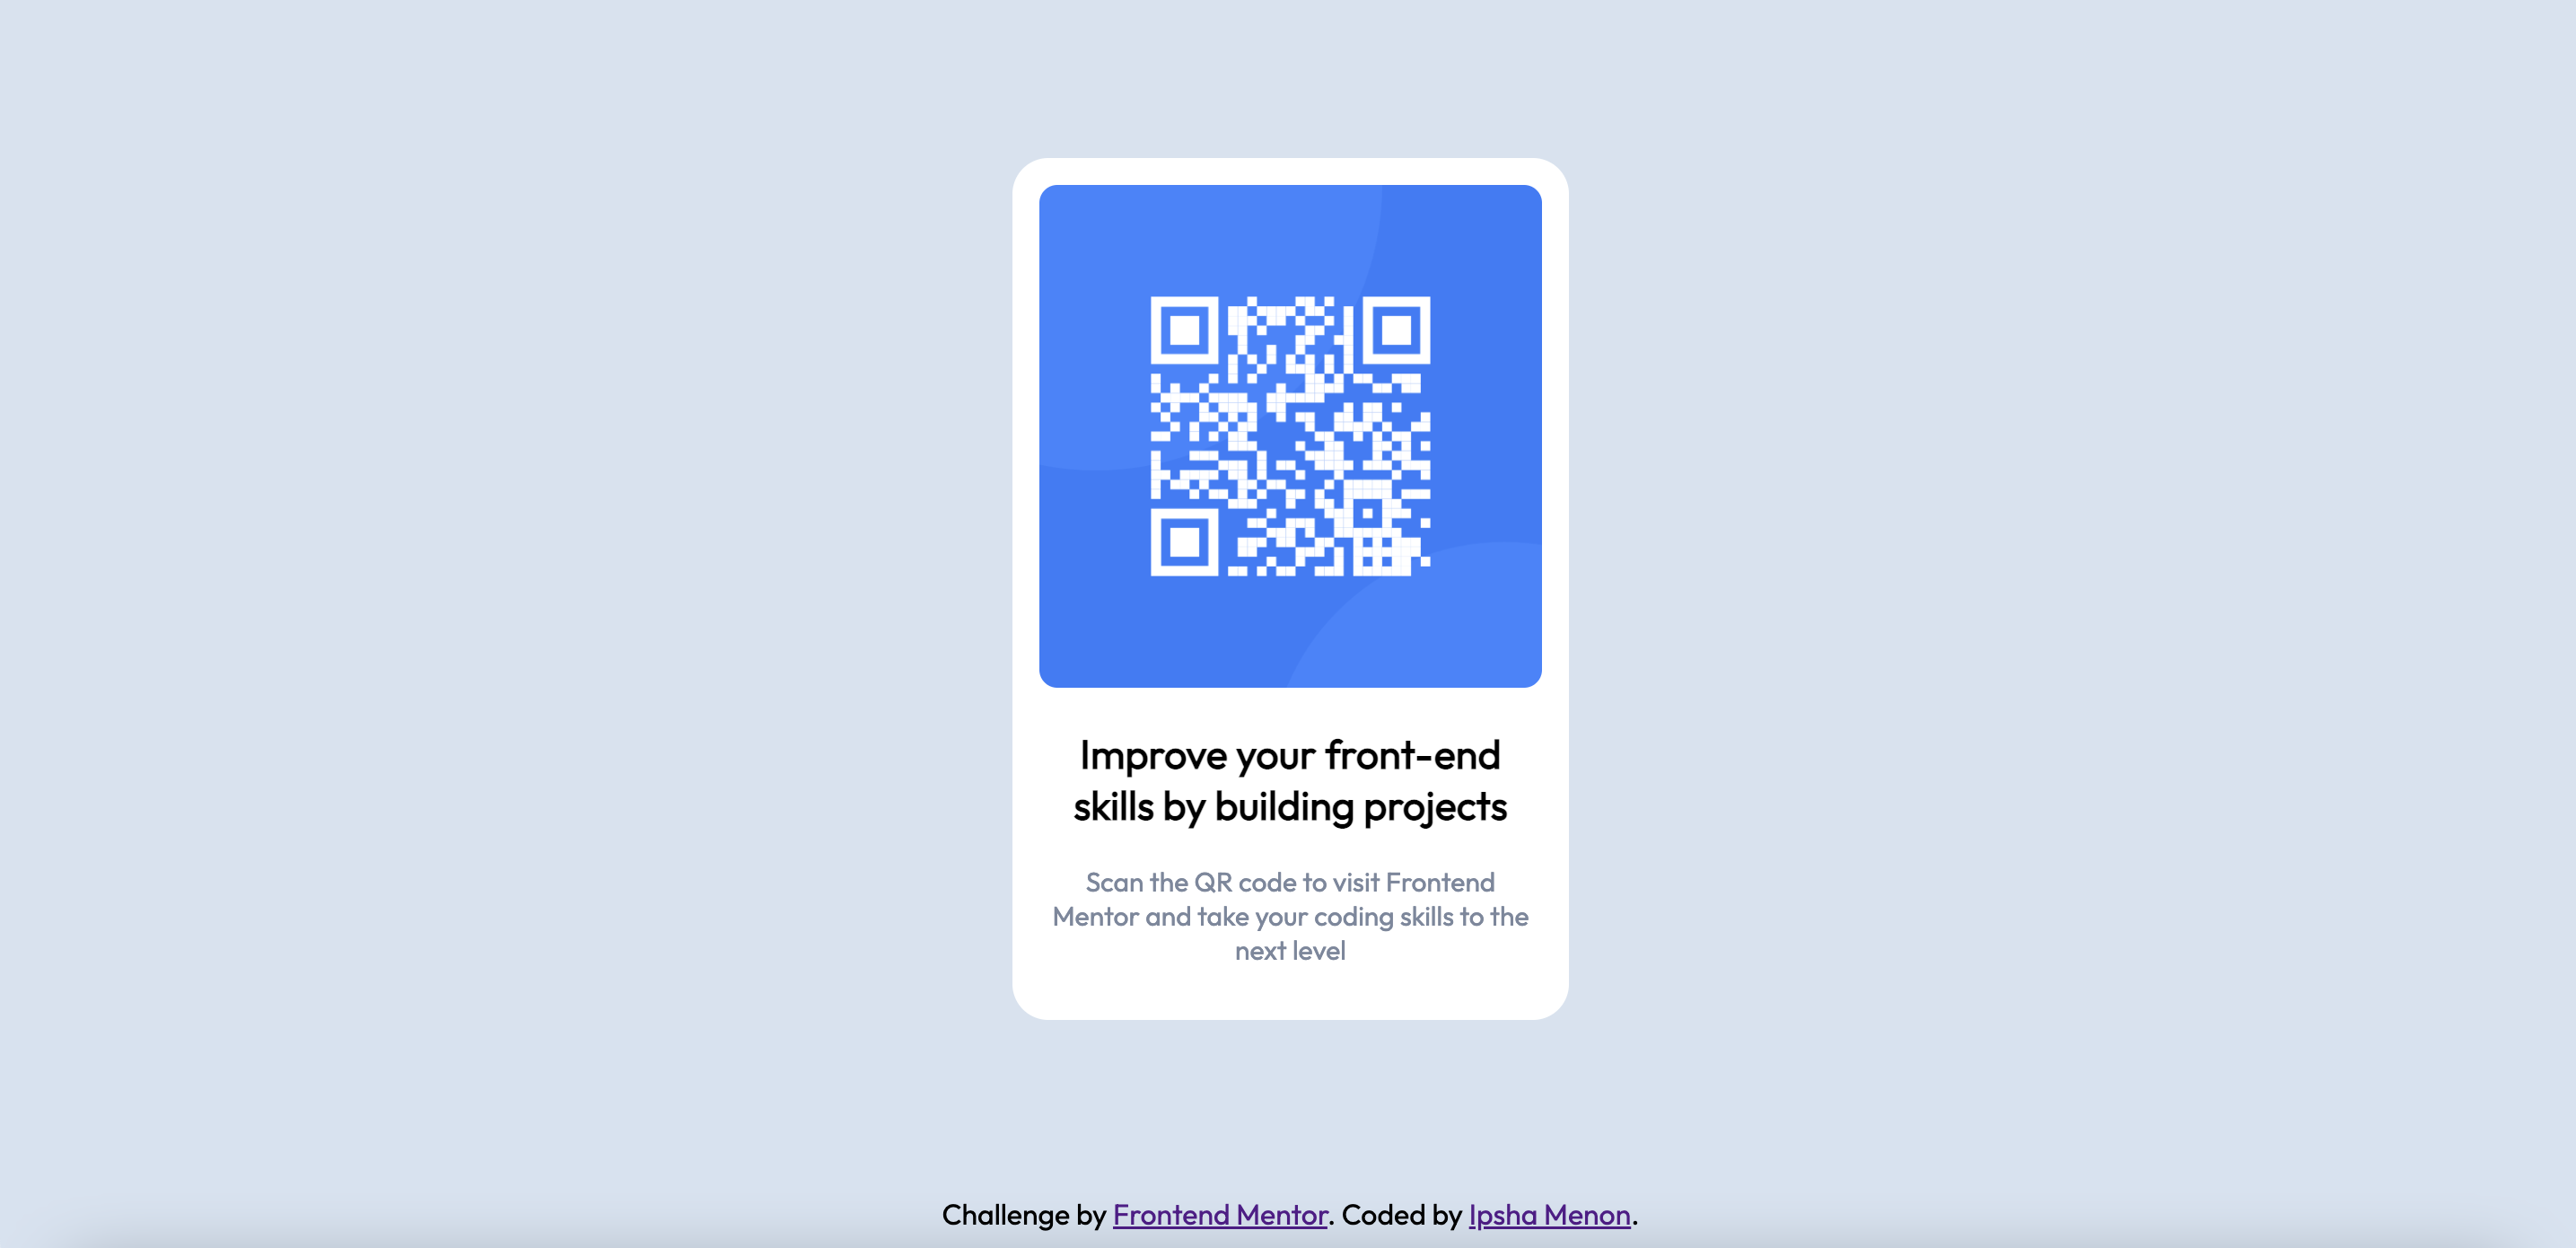 Improve your front-end
skills by building projects
Scan the QR code to visit Frontend
Mentor and take your coding skills to the
next level
Challenge by Frontend Mentor. Coded by Ipsha Menon.